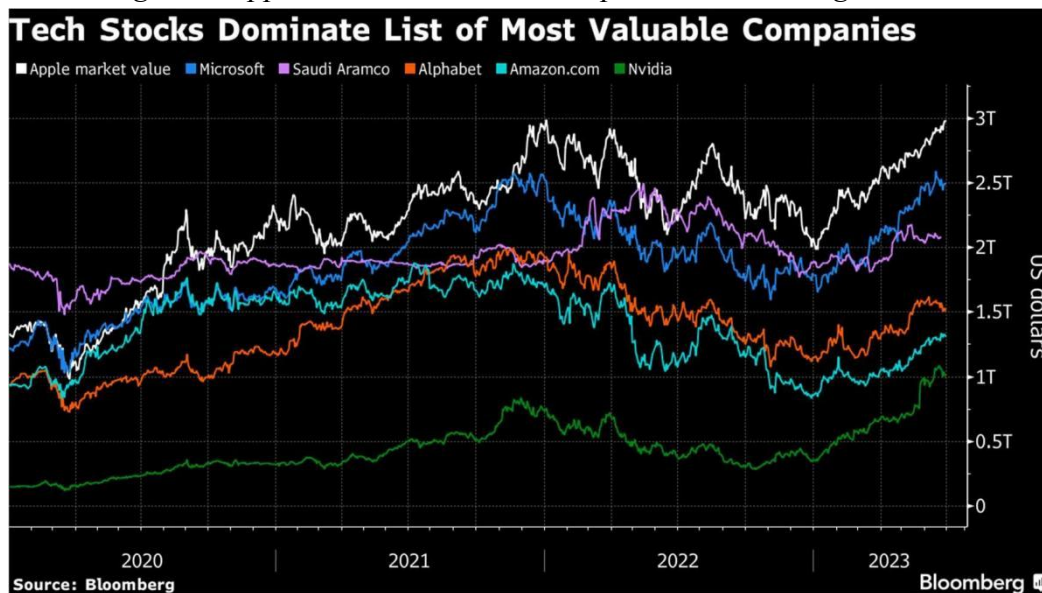 Tech Stocks Dominate List of Most Valuable Companies
Apple market value Microsoft Saudi Aramco Alphabet Amazon.com Nvidia
3T
2.5T
2T
1.5T
1T
0.5T
0
US dollars
2020 2021 2022 2023
Source: Bloomberg
Bloomberg